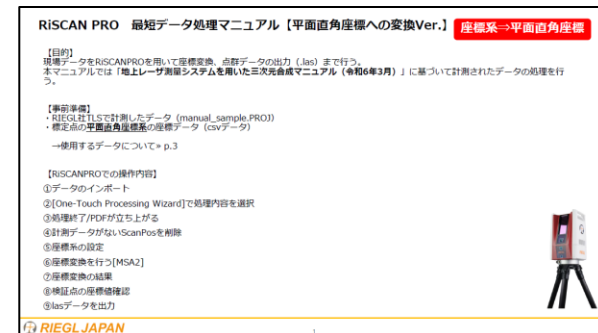 RiSCAN PRO 最短データ処理マニュアル【平面直角座標への変換Ver.】
座標系⇒平面直角座標
【目的】
現場データをRiSCANPROを用いて座標変換、点群データの出力（.las）まで行う。
本マニュアルでは「地上レーザ測量システムを用いた三次元合成マニュアル（令和6年3月）」に基づいて計測されたデータの処理を行
う。
【事前準備】
・RIEGL社TLSで計測したデータ（manual_sample.PROJ）
・標定点の平面直角座標系の座標データ（csvデータ）
→使用するデータについて» p.3
【RiSCANPROでの操作内容】
①データのインポート
②[One-Touch Processing Wizard]で処理内容を選択
③処理終了/PDFが立ち上がる
④計測データがないScanPosを削除
⑤座標系の設定
⑥座標変換を行う[MSA2]
⑦座標変換の結果
⑧検証点の座標値確認
⑨lasデータを出力
RIEGL JAPAN
1